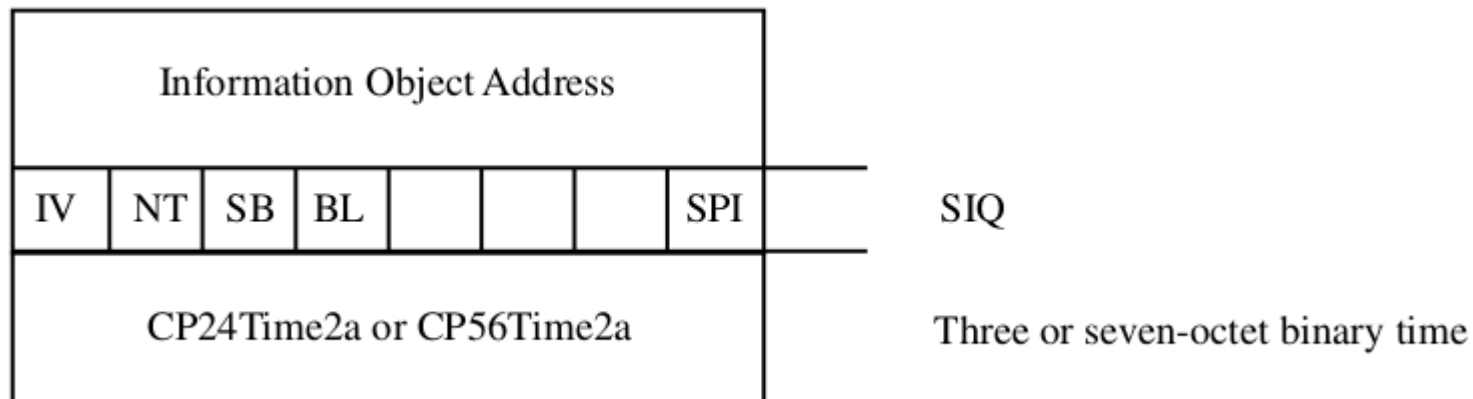 Information Object Address
IV NT SB BL SPI SIQ
CP24Time2a or CP56Time2a
Three or seven-octet binary time